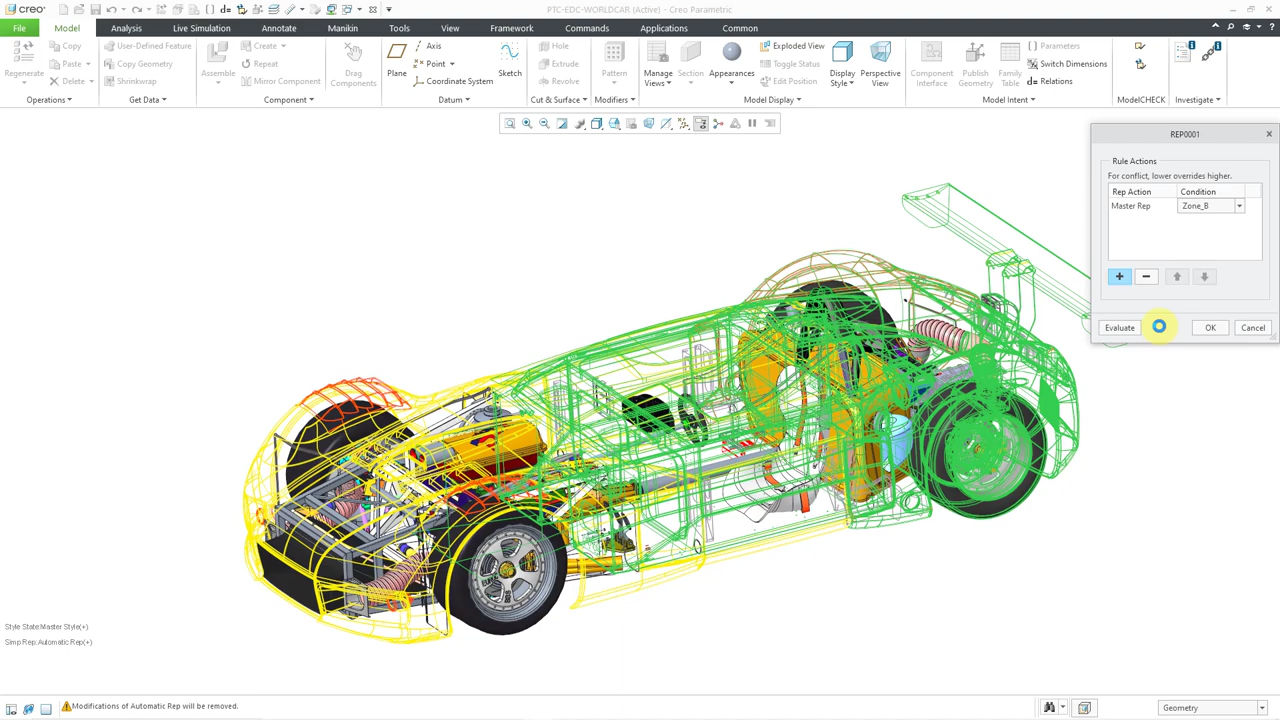 creo PTC-EDC-WORLDCAR (Active) - Creo Parametric
File Model Analysis Live Simulation Annotate Manikin Tools View Framework Commands Applications Common
Regenerate Copy Paste Delete
User-Defined Feature Copy Geometry Shrinkwrap
Assemble Create Repeat Mirror Component
Drag Components
Plane Axis Point Coordinate System Sketch
Hole Extrude Revolve
Pattern
Manage Views Section Appearances Exploded View Toggle Status Edit Position Display Style Perspective View
Component Interface Publish Geometry Family Table Parameters Switch Dimensions Relations
Operations Get Data Component Datum Cut & Surface Modifiers Model Display Model Intent ModelCHECK Investigate
REP0001
Rule Actions
For conflict, lower overrides higher.
Rep Action Condition
Master Rep Zone_B
Evaluate OK Cancel
Style State:Master Style(+)
Simp Rep:Automatic Rep(+)
Modifications of Automatic Rep will be removed.
Geometry